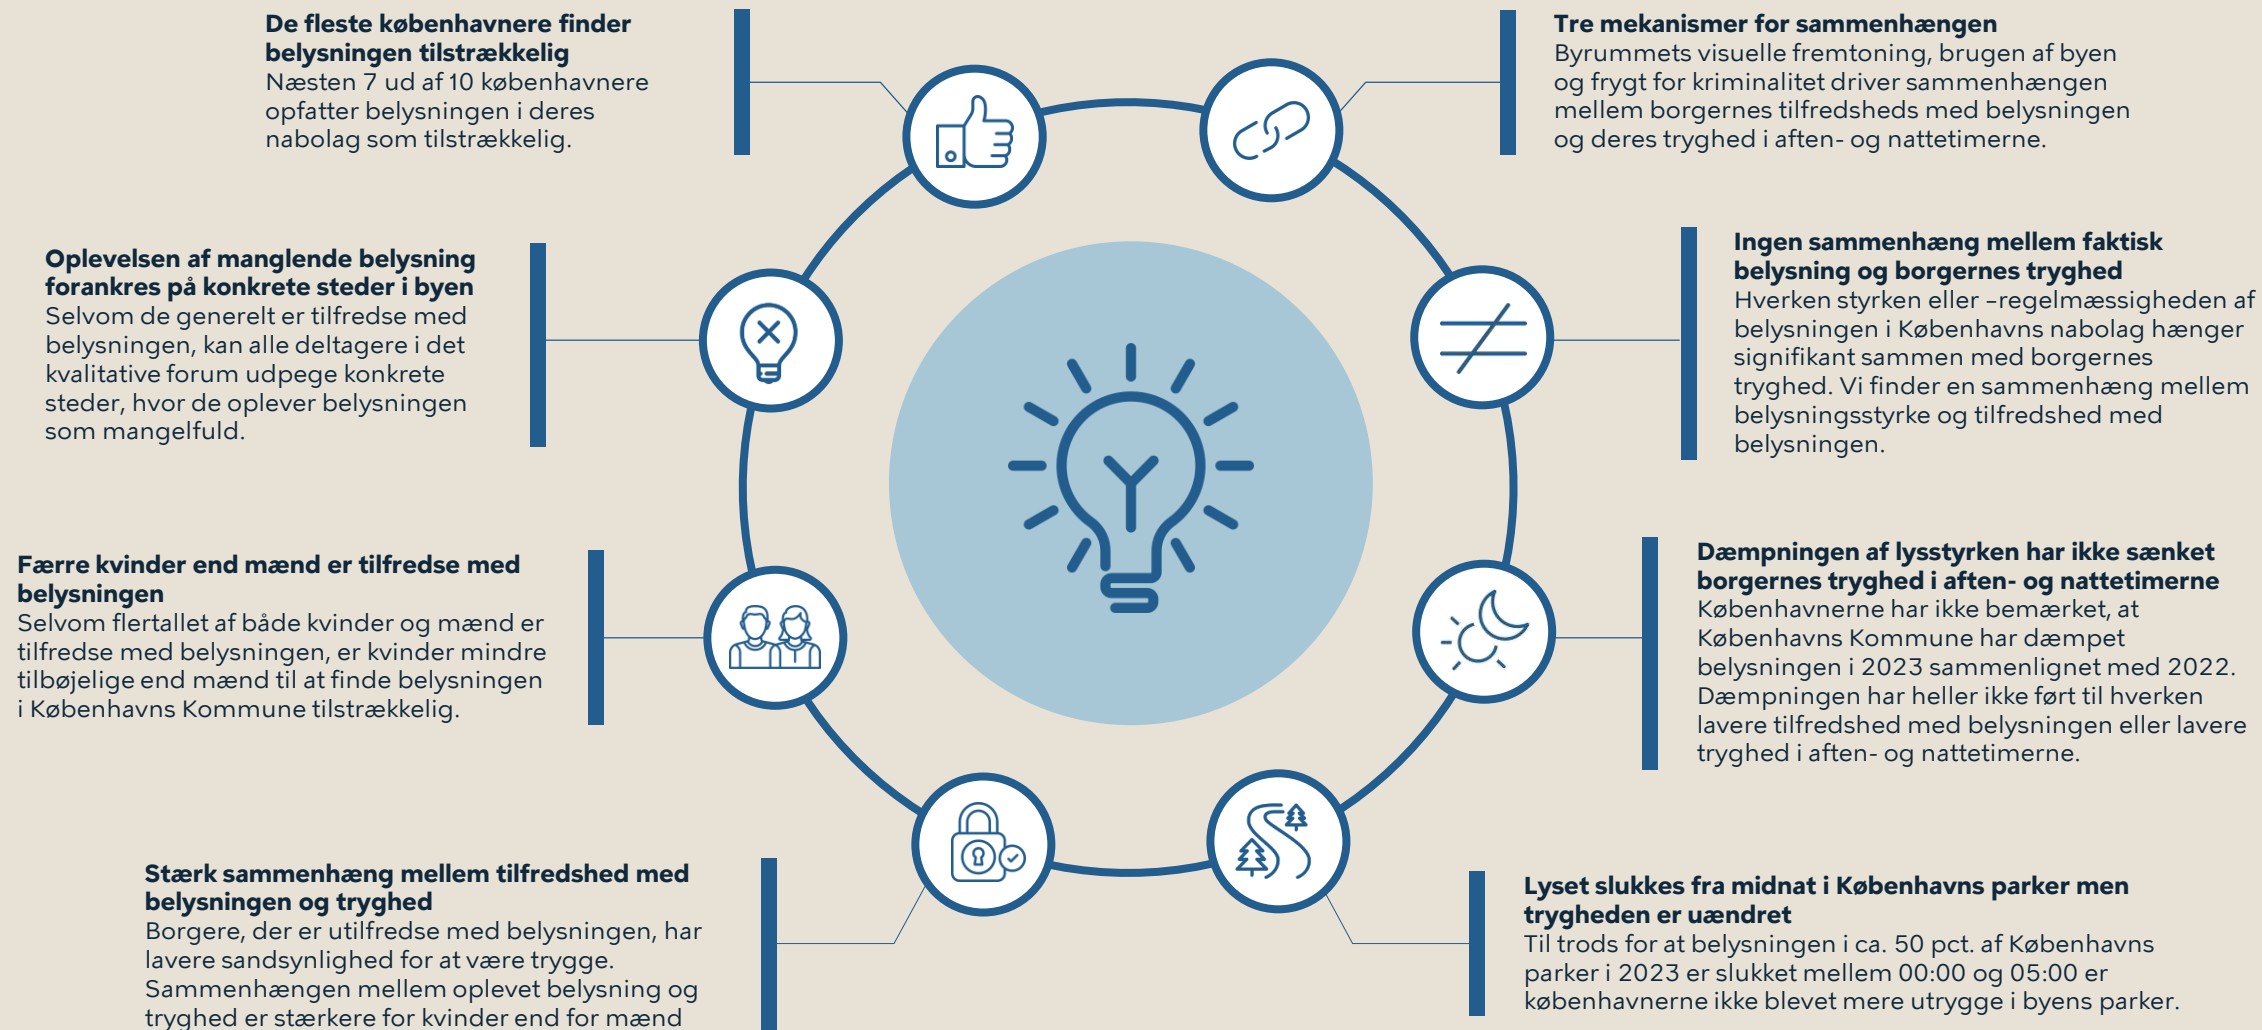 De fleste københavnere finder
belysningen tilstrækkelig
Næsten 7 ud af 10 københavnere
opfatter belysningen i deres
nabolag som tilstrækkelig.
Oplevelsen af manglende belysning
forankres på konkrete steder i byen
Selvom de generelt er tilfredse med
belysningen, kan alle deltagere i det
kvalitative forum udpege konkrete
steder, hvor de oplever belysningen
som mangelfuld.
Færre kvinder end mænd er tilfredse med
belysningen
Selvom flertallet af både kvinder og mænd er
tilfredse med belysningen, er kvinder mindre
tilbøjelige end mænd til at finde belysningen
i Københavns Kommune tilstrækkelig.
Stærk sammenhæng mellem tilfredshed med
belysningen og tryghed
Borgere, der er utilfredse med belysningen, har
lavere sandsynlighed for at være trygge.
Sammenhængen mellem oplevet belysning og
tryghed er stærkere for kvinder end for mænd
Tre mekanismer for sammenhængen
Byrummets visuelle fremtoning, brugen af byen
og frygt for kriminalitet driver sammenhængen
mellem borgernes tilfredsheds med belysningen
og deres tryghed i aften- og nattetimerne.
Ingen sammenhæng mellem faktisk
belysning og borgernes tryghed
Hverken styrken eller –regelmæssigheden af
belysningen i Københavns nabolag hænger
signifikant sammen med borgernes
tryghed. Vi finder en sammenhæng mellem
belysningsstyrke og tilfredshed med
belysningen.
Dæmpningen af lysstyrken har ikke sænket
borgernes tryghed i aften- og nattetimerne
Københavnerne har ikke bemærket, at
Københavns Kommune har dæmpet
belysningen i 2023 sammenlignet med 2022.
Dæmpningen har heller ikke ført til hverken
lavere tilfredshed med belysningen eller lavere
tryghed i aften- og nattetimerne.
Lyset slukkes fra midnat i Københavns parker men
trygheden er uændret
Til trods for at belysningen i ca. 50 pct. af Københavns
parker i 2023 er slukket mellem 00:00 og 05:00 er
københavnerne ikke blevet mere utrygge i byens parker.